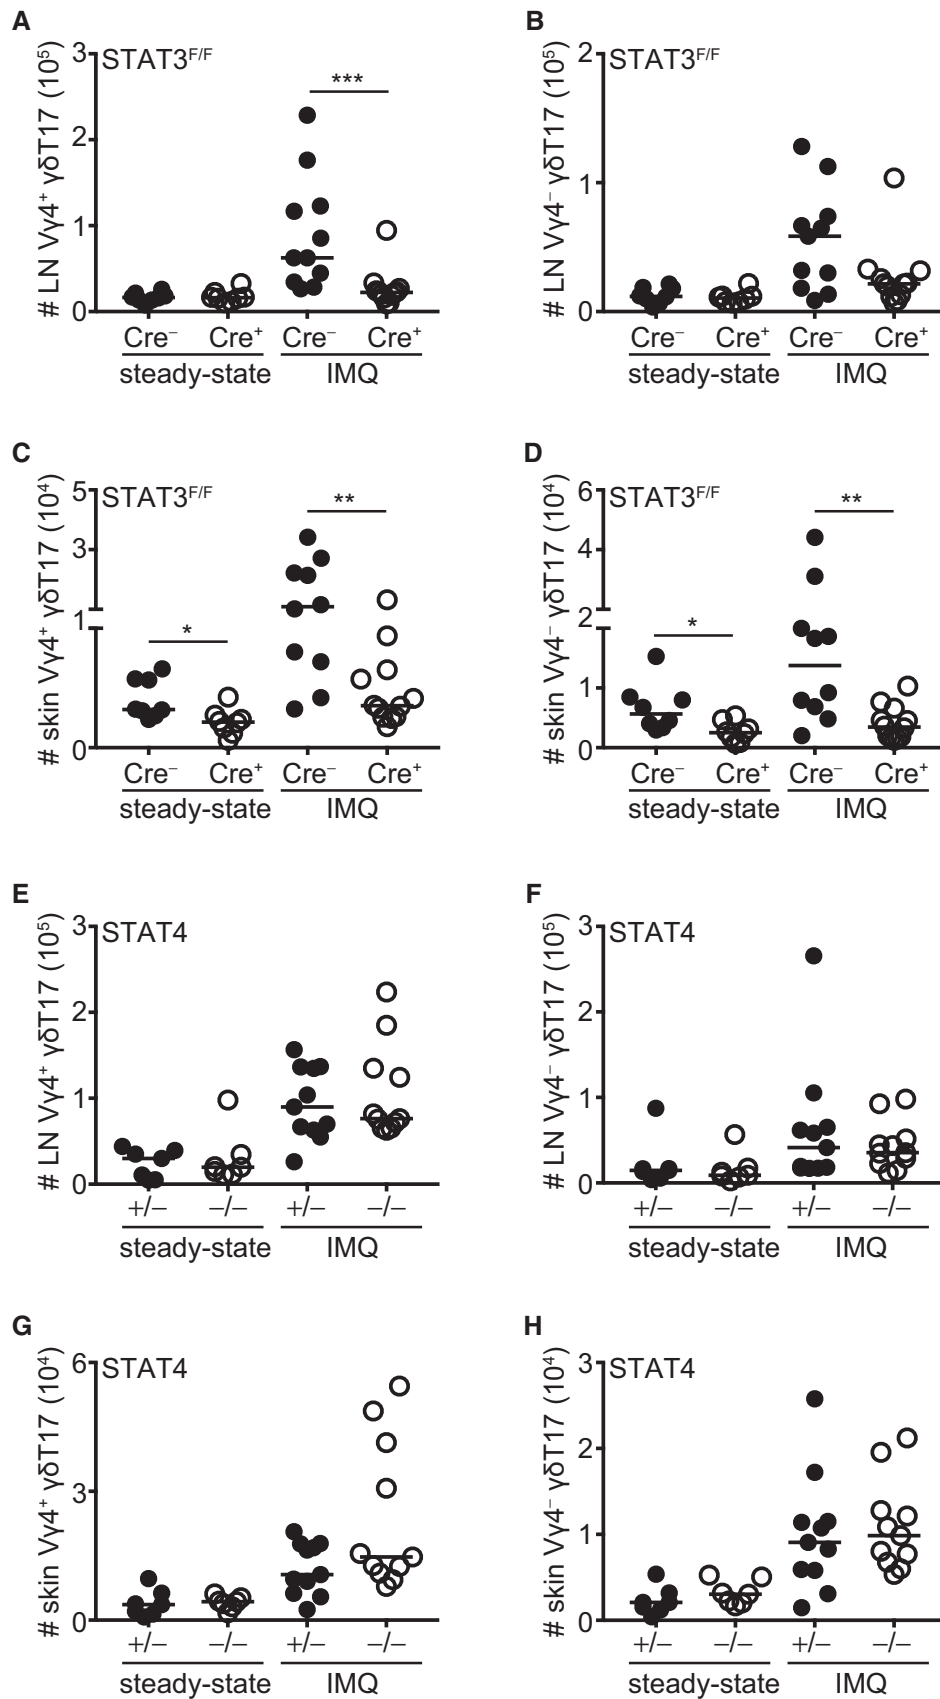 A
# LN Vγ4⁺ γδT17 (10⁵)
STAT3F/F
***
3
2
1
0
Cre⁻ Cre⁺ Cre⁻ Cre⁺
steady-state IMQ
B
# LN Vγ4⁻ γδT17 (10⁵)
STAT3F/F
2
1
0
Cre⁻ Cre⁺ Cre⁻ Cre⁺
steady-state IMQ
C
# skin Vγ4⁺ γδT17 (10⁴)
STAT3F/F
**
*
5
3
1
0
Cre⁻ Cre⁺ Cre⁻ Cre⁺
steady-state IMQ
D
# skin Vγ4⁻ γδT17 (10⁴)
STAT3F/F
**
*
6
4
2
2
1
0
Cre⁻ Cre⁺ Cre⁻ Cre⁺
steady-state IMQ
E
# LN Vγ4⁺ γδT17 (10⁵)
STAT4
3
2
1
0
+/− −/− +/− −/−
steady-state IMQ
F
# LN Vγ4⁻ γδT17 (10⁵)
STAT4
3
2
1
0
+/− −/− +/− −/−
steady-state IMQ
G
# skin Vγ4⁺ γδT17 (10⁴)
STAT4
6
3
0
+/− −/− +/− −/−
steady-state IMQ
H
# skin Vγ4⁻ γδT17 (10⁴)
STAT4
3
2
1
0
+/− −/− +/− −/−
steady-state IMQ